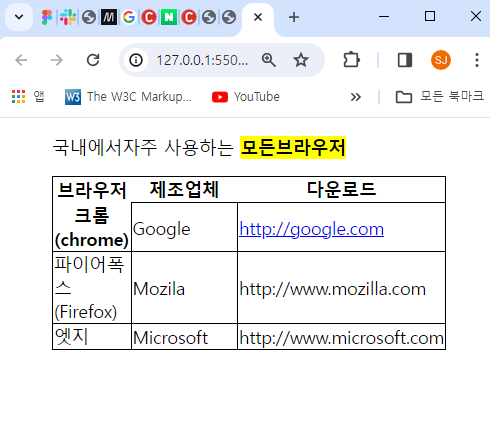 127.0.0.1:550...
SJ
앱
W3
The W3C Markup...
YouTube
모든 북마크
국내에서자주 사용하는 모든브라우저
브라우저 제조업체 다운로드
크롬
(chrome) Google http://google.com
파이어폭
스
(Firefox) Mozila http://www.mozilla.com
엣지 Microsoft http://www.microsoft.com